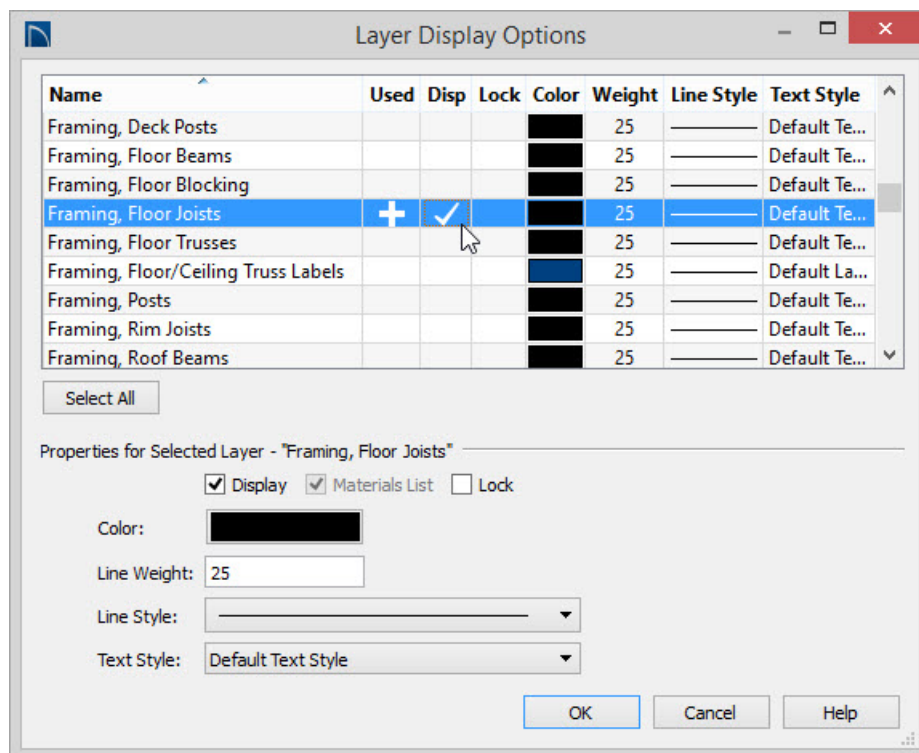 Layer Display Options
Name Used Disp Lock Color Weight Line Style Text Style
Framing, Deck Posts 25 Default Te...
Framing, Floor Beams 25 Default Te...
Framing, Floor Blocking 25 Default Te...
Framing, Floor Joists 25 Default Te...
Framing, Floor Trusses 25 Default Te...
Framing, Floor/Ceiling Truss Labels 25 Default La...
Framing, Posts 25 Default Te...
Framing, Rim Joists 25 Default Te...
Framing, Roof Beams 25 Default Te...
Select All
Properties for Selected Layer - "Framing, Floor Joists"
Display Materials List Lock
Color:
Line Weight: 25
Line Style:
Text Style: Default Text Style
OK Cancel Help